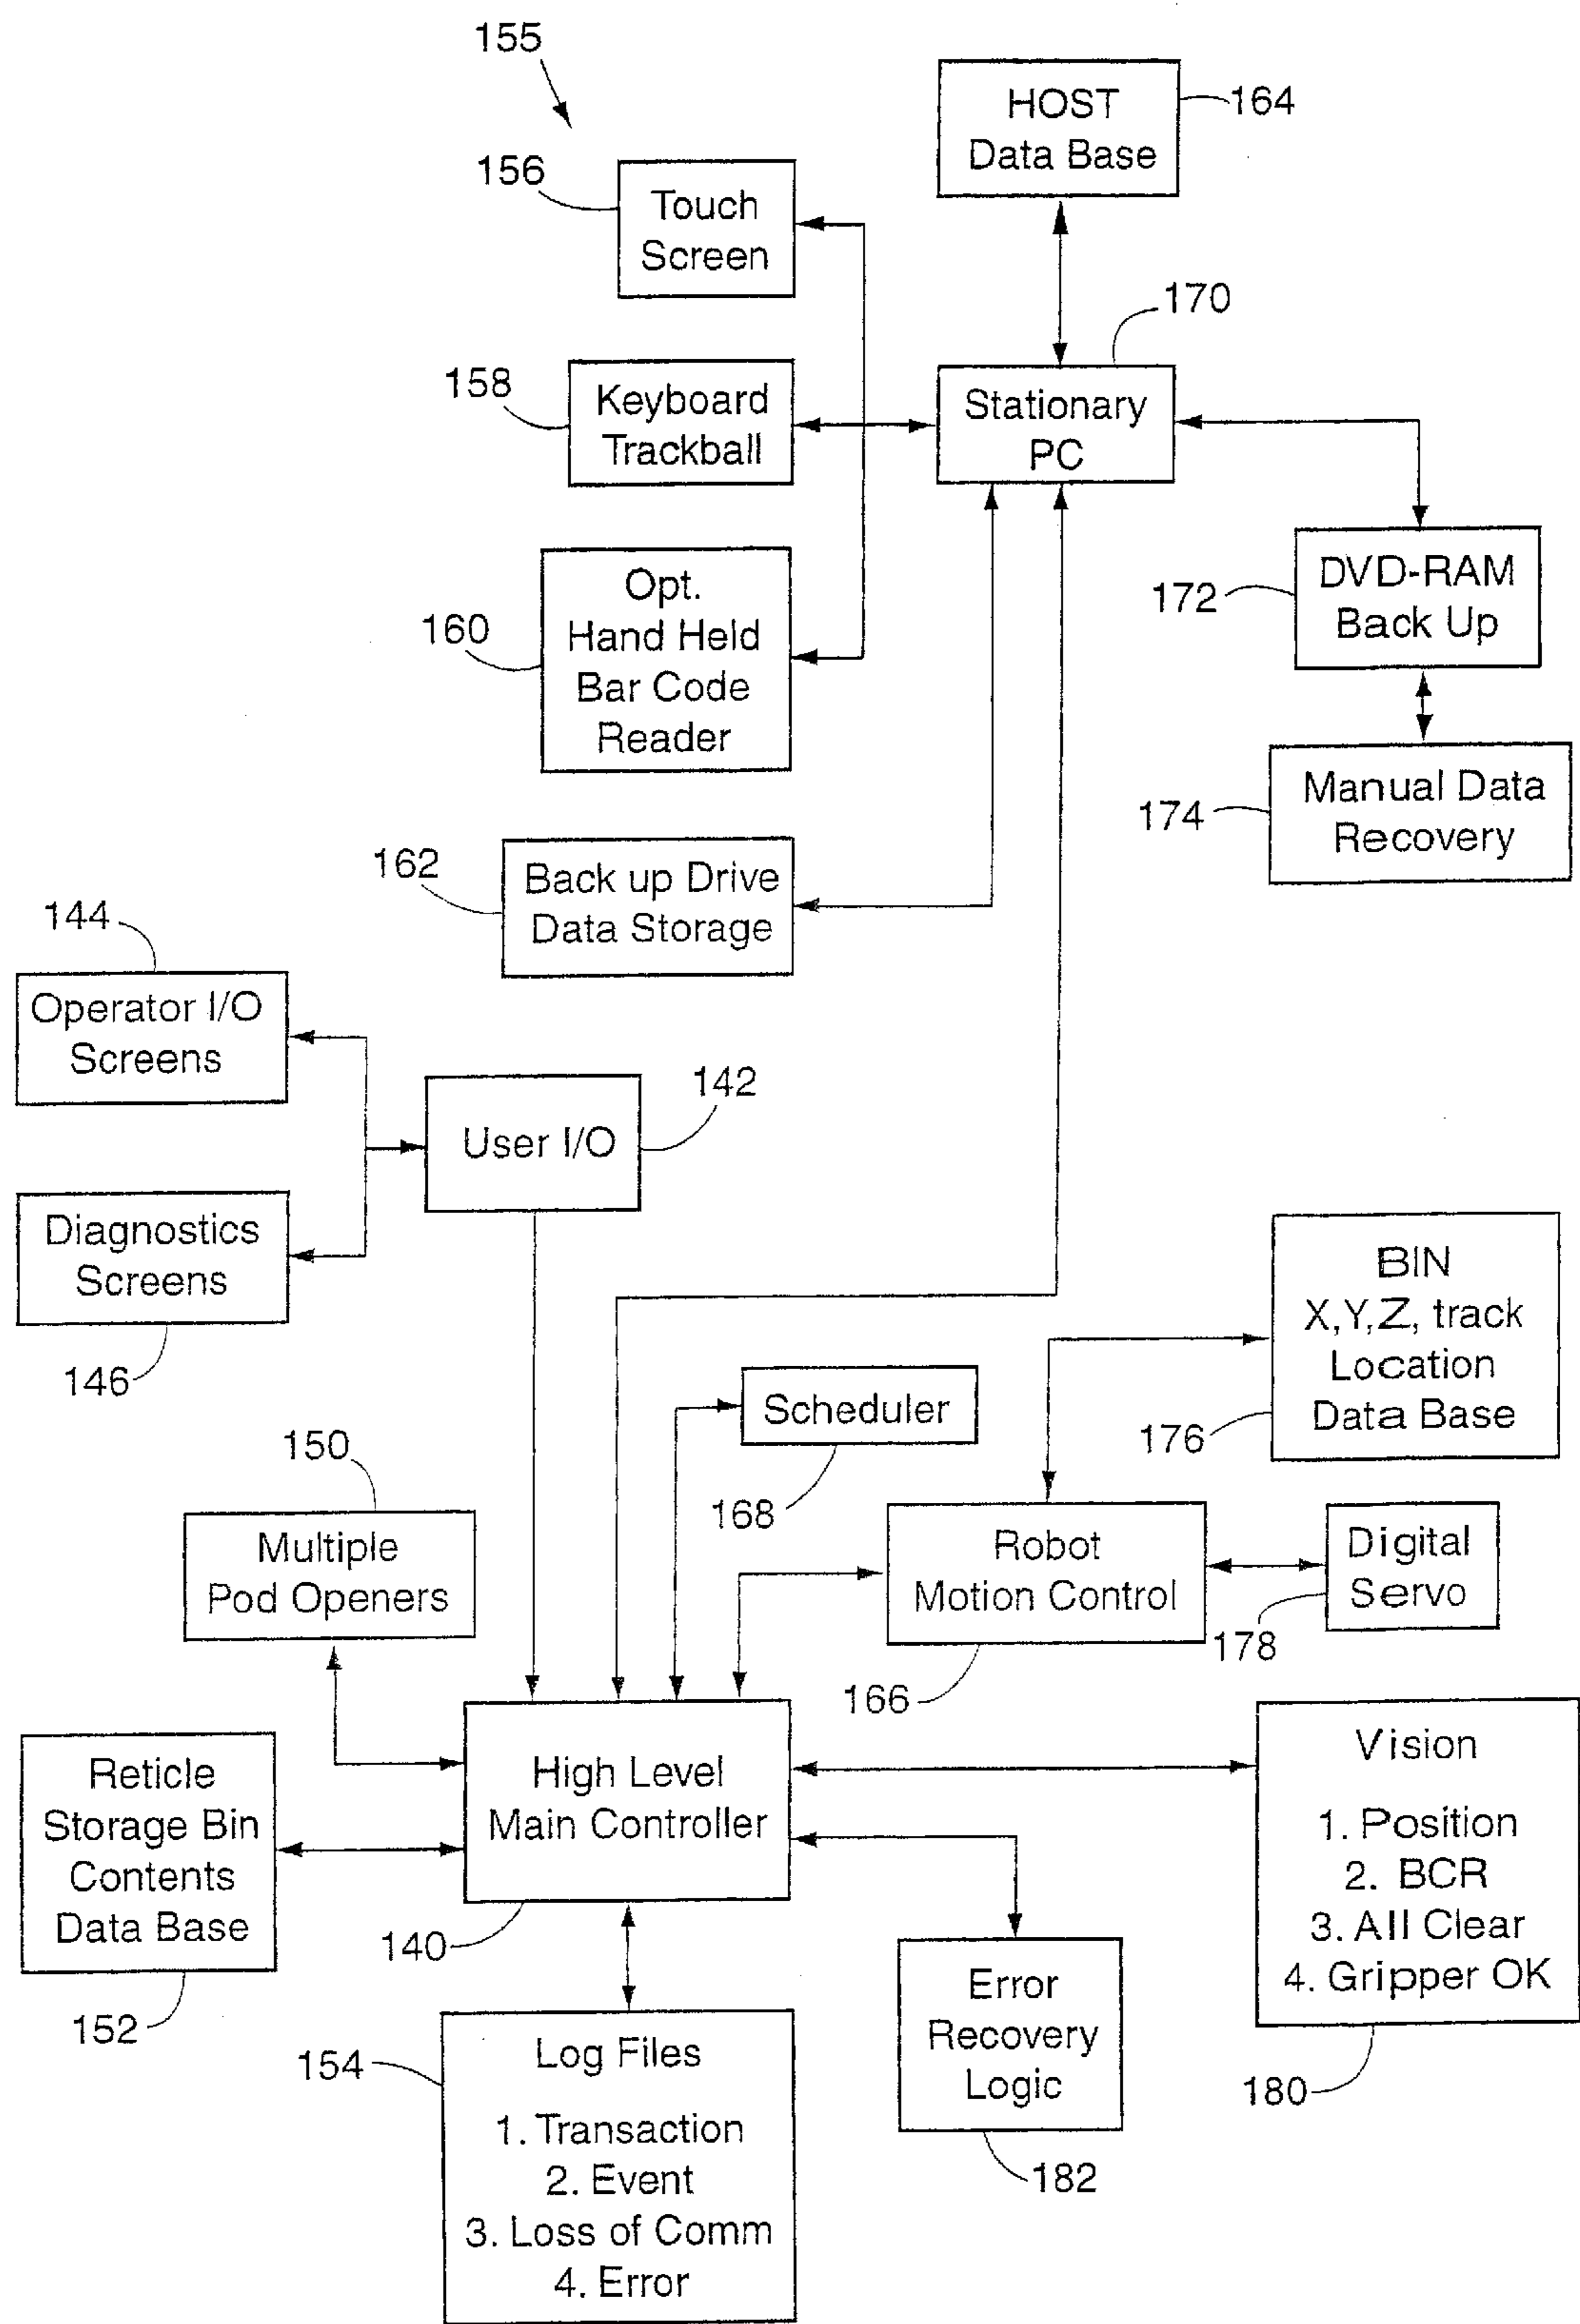 155
HOST
Data Base
164
156
Touch
Screen
170
158
Keyboard
Trackball
Stationary
PC
160
Opt.
Hand Held
Bar Code
Reader
172
DVD-RAM
Back Up
174
Manual Data
Recovery
162
Back up Drive
Data Storage
144
Operator I/O
Screens
142
User I/O
Diagnostics
Screens
146
BIN
X,Y,Z, track
Location
Data Base
176
Scheduler
168
150
Multiple
Pod Openers
Robot
Motion Control
166
Digital
Servo
178
Reticle
Storage Bin
Contents
Data Base
152
High Level
Main Controller
140
Vision
1. Position
2. BCR
3. All Clear
4. Gripper OK
180
Error
Recovery
Logic
182
154
Log Files
1. Transaction
2. Event
3. Loss of Comm
4. Error